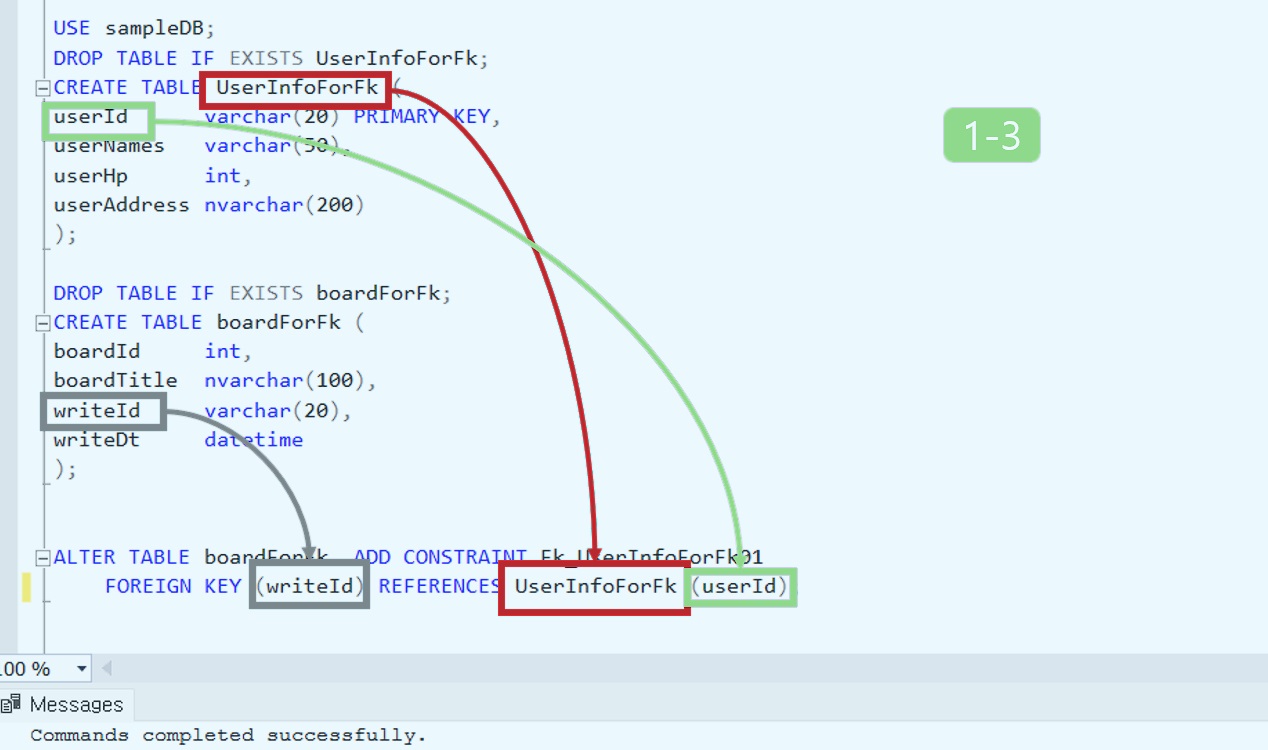 USE sampleDB;
DROP TABLE IF EXISTS UserInfoForFk;
CREATE TABLE UserInfoForFk (
userId varchar(20) PRIMARY KEY,
1-3
userNames varchar(50),
userHp int,
userAddress nvarchar(200)
);
DROP TABLE IF EXISTS boardForFk;
CREATE TABLE boardForFk (
boardId int,
boardTitle nvarchar(100),
writeId varchar(20),
writeDt datetime
);
ALTER TABLE boardForFk ADD CONSTRAINT Fk_UserInfoForFk01
FOREIGN KEY (writeId) REFERENCES UserInfoForFk (userId)
.00 %
Messages
Commands completed successfully.